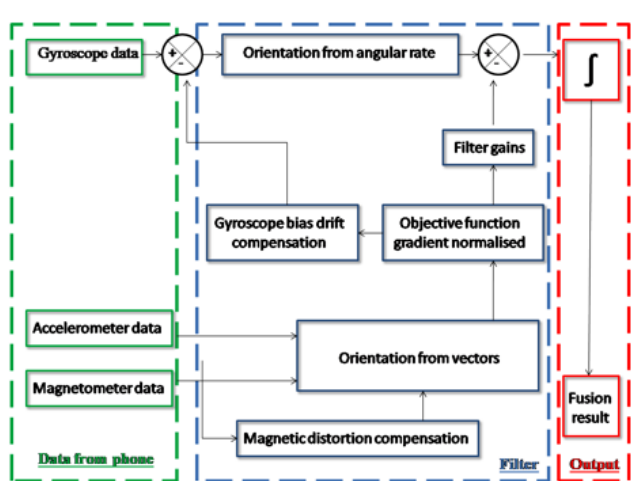 Gyroscope data
+
-
Orientation from angular rate
+
-
∫
Filter gains
Gyroscope bias drift
compensation
Objective function
gradient normalised
Accelerometer data
Orientation from vectors
Magnetometer data
Fusion
result
Magnetic distortion compensation
Data from phone
Filter
Output